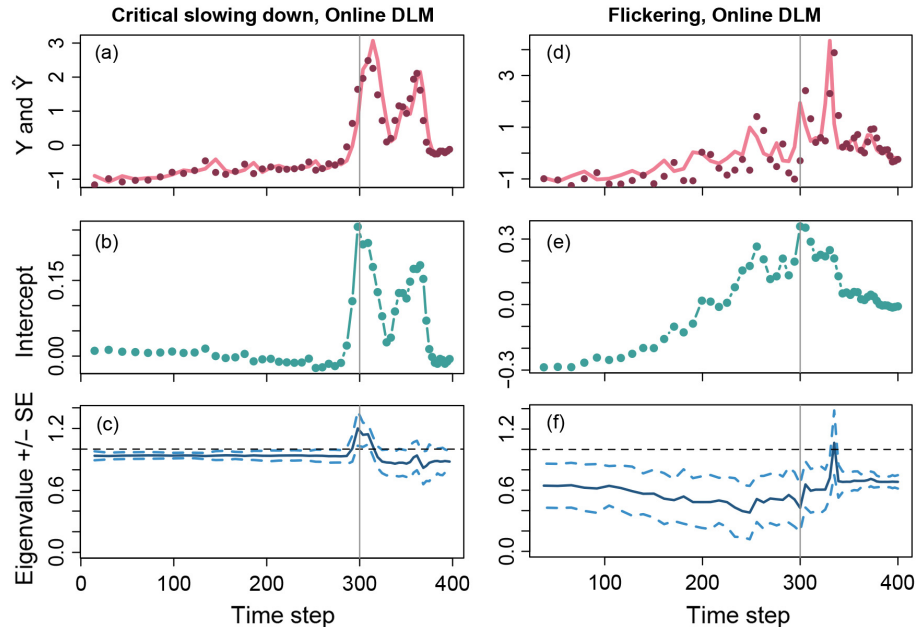 Critical slowing down, Online DLM
Flickering, Online DLM
(a)
Y and Ŷ
3
2
1
0
−1
(d)
3
1
−1
(b)
Intercept
0.15
0.00
(e)
0.3
0.0
−0.3
(c)
Eigenvalue +/− SE
1.2
0.6
0.0
(f)
1.2
0.6
0.0
0 100 200 300 400
100 200 300 400
Time step
Time step